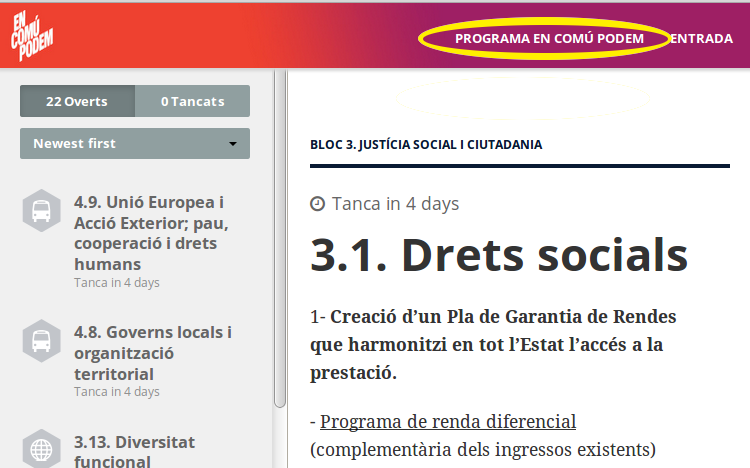 EN
COMÚ
PODEM
PROGRAMA EN COMÚ PODEM
ENTRADA
22 Overts
0 Tancats
Newest first
4.9. Unió Europea i
Acció Exterior; pau,
cooperació i drets
humans
Tanca in 4 days
4.8. Governs locals i
organització
territorial
Tanca in 4 days
3.13. Diversitat
funcional
BLOC 3. JUSTÍCIA SOCIAL I CIUTADANIA
Tanca in 4 days
3.1. Drets socials
1- Creació d’un Pla de Garantia de Rendes
que harmonitzi en tot l’Estat l’accés a la
prestació.
- Programa de renda diferencial
(complementària dels ingressos existents)